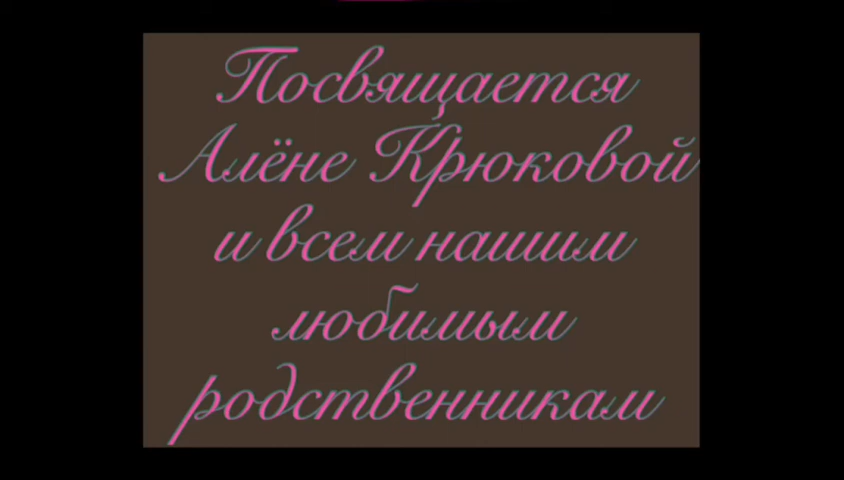 Посвящается
Алёне Крюковой
и всем нашим
любимым
родственникам